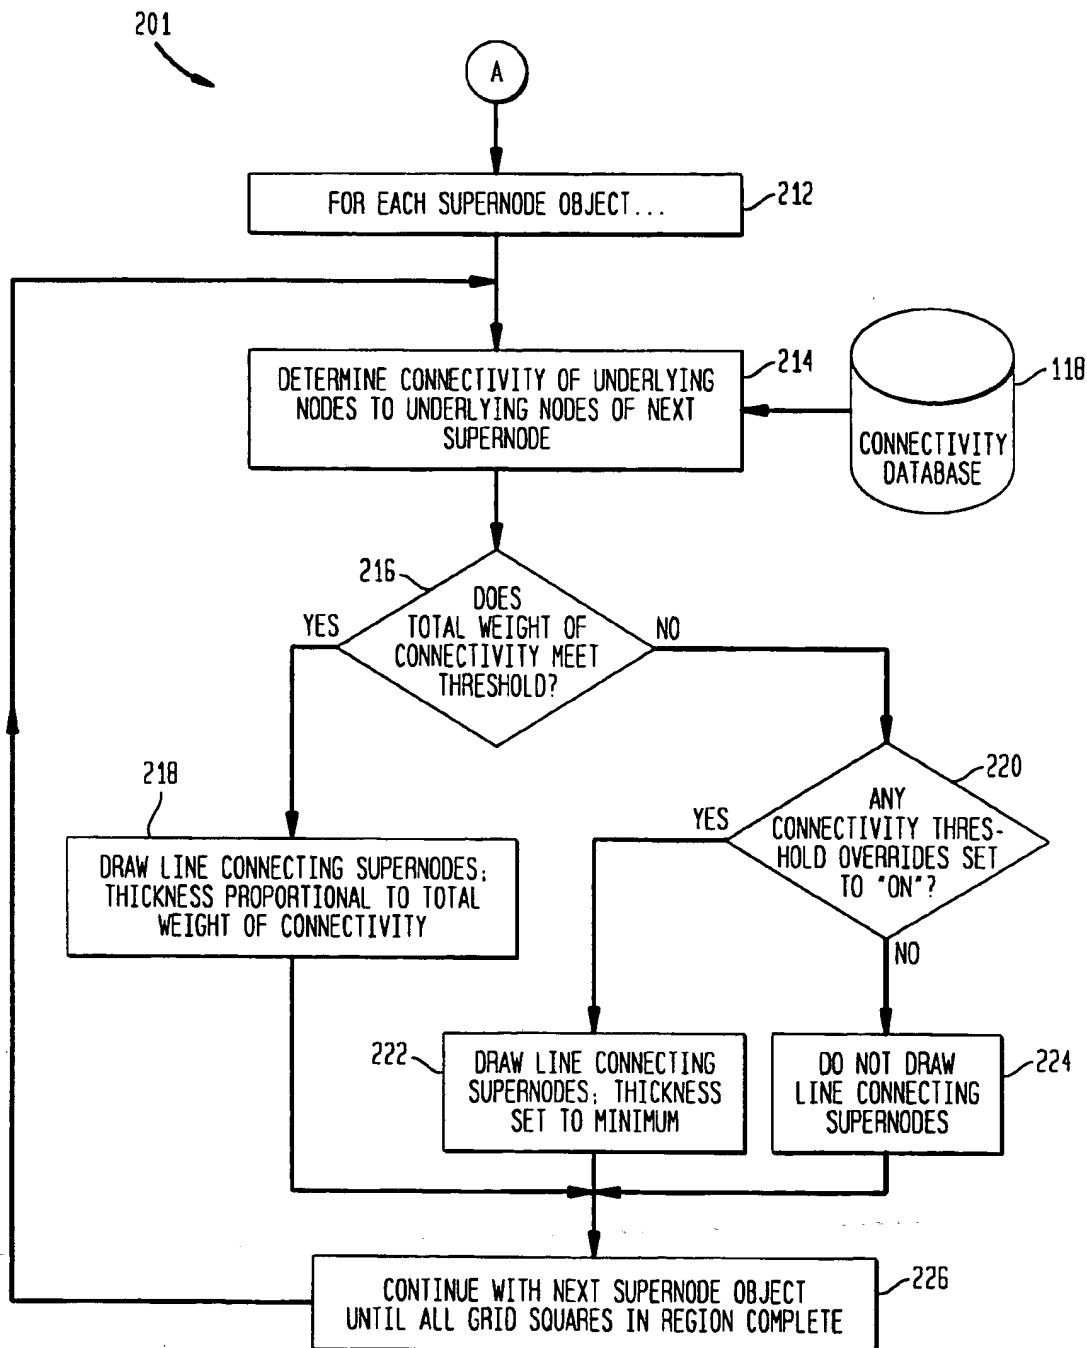 201
A
FOR EACH SUPERNODE OBJECT...
212
DETERMINE CONNECTIVITY OF UNDERLYING
NODES TO UNDERLYING NODES OF NEXT
SUPERNODE
214
118
CONNECTIVITY
DATABASE
216
DOES
TOTAL WEIGHT OF
CONNECTIVITY MEET
THRESHOLD?
YES
NO
218
DRAW LINE CONNECTING SUPERNODES;
THICKNESS PROPORTIONAL TO TOTAL
WEIGHT OF CONNECTIVITY
220
ANY
CONNECTIVITY THRES-
HOLD OVERRIDES SET
TO "ON"?
YES
NO
222
DRAW LINE CONNECTING
SUPERNODES; THICKNESS
SET TO MINIMUM
DO NOT DRAW
LINE CONNECTING
SUPERNODES
224
CONTINUE WITH NEXT SUPERNODE OBJECT
UNTIL ALL GRID SQUARES IN REGION COMPLETE
226